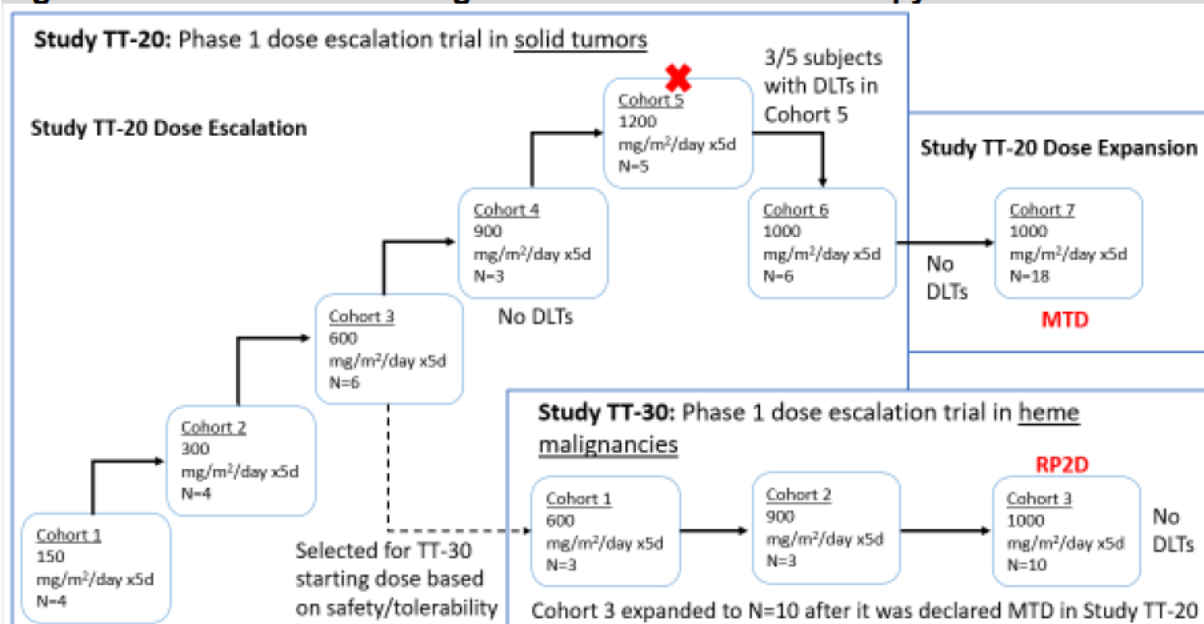 Study TT-20: Phase 1 dose escalation trial in solid tumors
Study TT-20 Dose Escalation
3/5 subjects
with DLTs in
Cohort 5
Cohort 5
1200
mg/m²/day x5d
N=5
Study TT-20 Dose Expansion
Cohort 4
900
mg/m²/day x5d
N=3
No DLTs
Cohort 6
1000
mg/m²/day x5d
N=6
No
DLTs
Cohort 7
1000
mg/m²/day x5d
N=18
MTD
Cohort 3
600
mg/m²/day x5d
N=6
Cohort 2
300
mg/m²/day x5d
N=4
Cohort 1
150
mg/m²/day x5d
N=4
Selected for TT-30
starting dose based
on safety/tolerability
Study TT-30: Phase 1 dose escalation trial in heme
malignancies
RP2D
Cohort 1
600
mg/m²/day x5d
N=3
Cohort 2
900
mg/m²/day x5d
N=3
Cohort 3
1000
mg/m²/day x5d
N=10
No
DLTs
Cohort 3 expanded to N=10 after it was declared MTD in Study TT-20